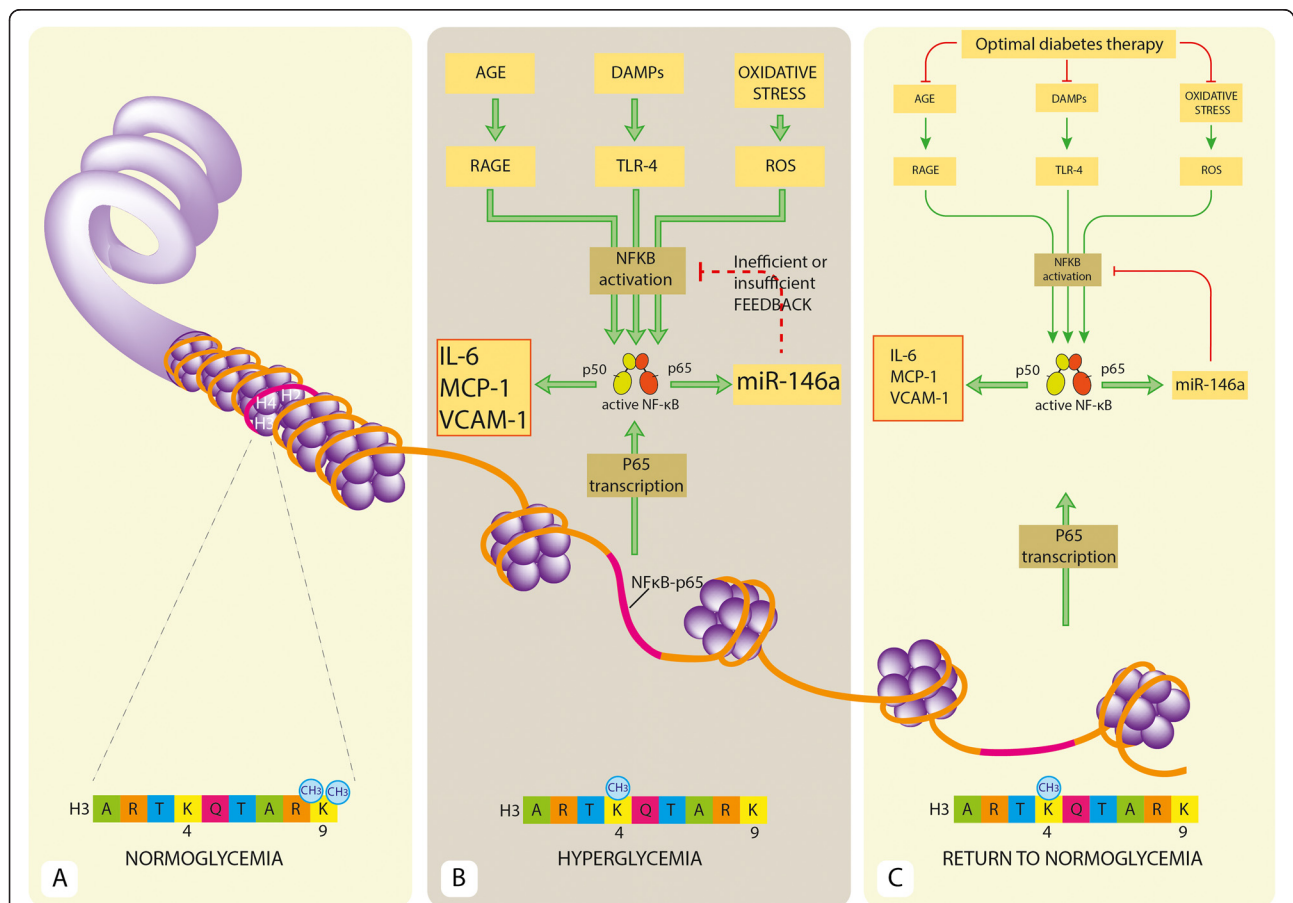 H4 H2
H3
CH3 CH3
H3 A R T K Q T A R K
4 9
NORMOGLYCEMIA
A
AGE
DAMPs
OXIDATIVE
STRESS
RAGE
TLR-4
ROS
NFKB
activation
Inefficient or
insufficient
FEEDBACK
IL-6
MCP-1
VCAM-1
p50
p65
active NF-κB
miR-146a
P65
transcription
NFκB-p65
CH3
H3 A R T K Q T A R K
4 9
HYPERGLYCEMIA
B
Optimal diabetes therapy
AGE
DAMPs
OXIDATIVE
STRESS
RAGE
TLR-4
ROS
NFKB
activation
IL-6
MCP-1
VCAM-1
p50
p65
active NF-κB
miR-146a
P65
transcription
CH3
H3 A R T K Q T A R K
4 9
RETURN TO NORMOGLYCEMIA
C